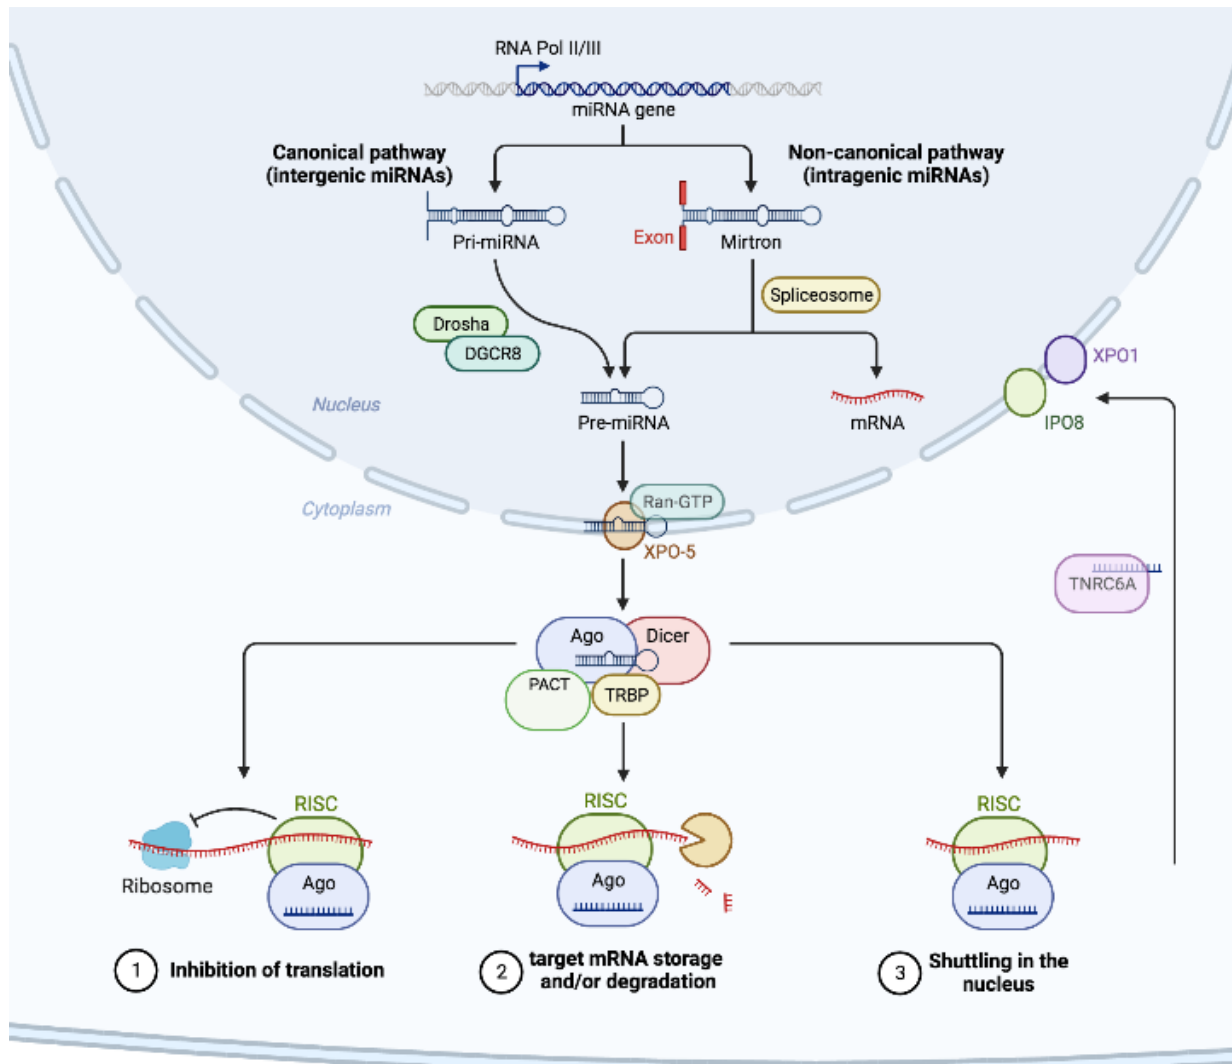 RNA Pol II/III
miRNA gene
Canonical pathway
(intergenic miRNAs)
Non-canonical pathway
(intragenic miRNAs)
Pri-miRNA
Exon
Mirtron
Spliceosome
Drosha
DGCR8
XPO1
IPO8
Nucleus
Pre-miRNA
mRNA
Cytoplasm
Ran-GTP
XPO-5
TNRC6A
Ago
Dicer
PACT
TRBP
RISC
Ribosome
Ago
RISC
Ago
RISC
Ago
1 Inhibition of translation
2 target mRNA storage
and/or degradation
3 Shuttling in the
nucleus